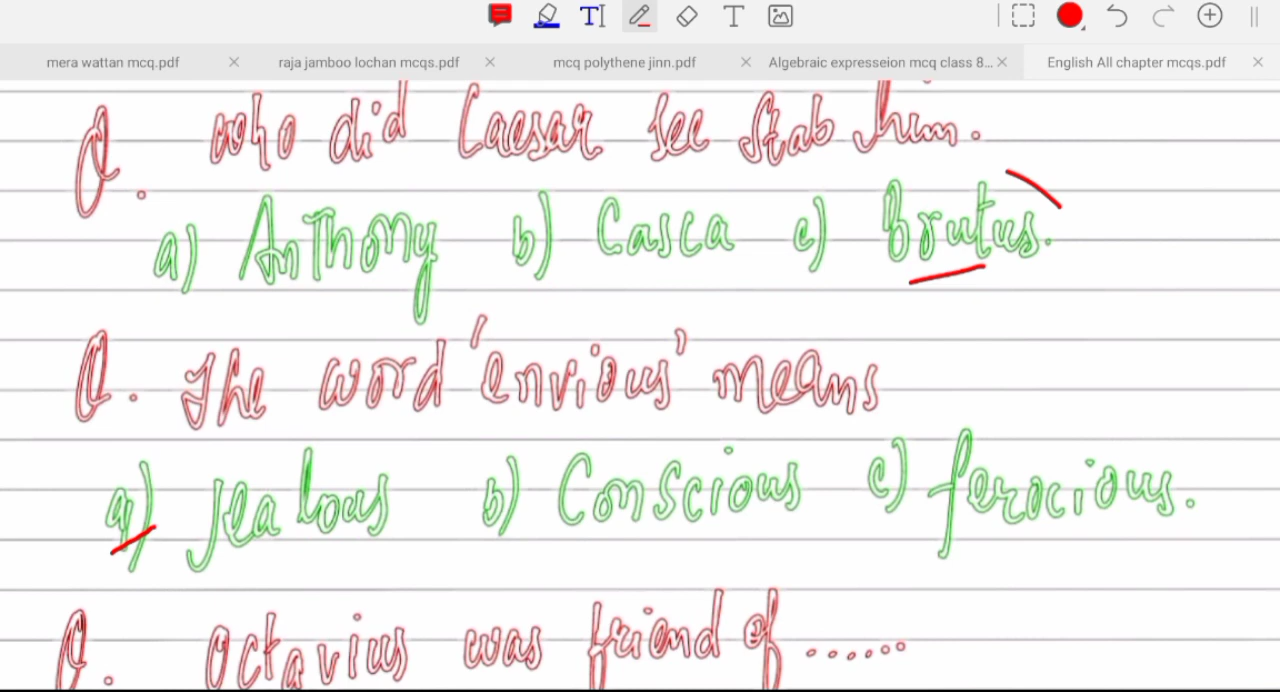 T T
mera wattan mcq.pdf raja jamboo lochan mcqs.pdf mcq polythene jinn.pdf Algebraic expresseion mcq class 8... English All chapter mcqs.pdf
Q. who did Caesar See Stab him.
a) Anthony b) Casca c) Brutus.
Q. The word 'envious' means
a) Jealous b) Conscious c) ferocious.
Q. Octavius was friend of ......